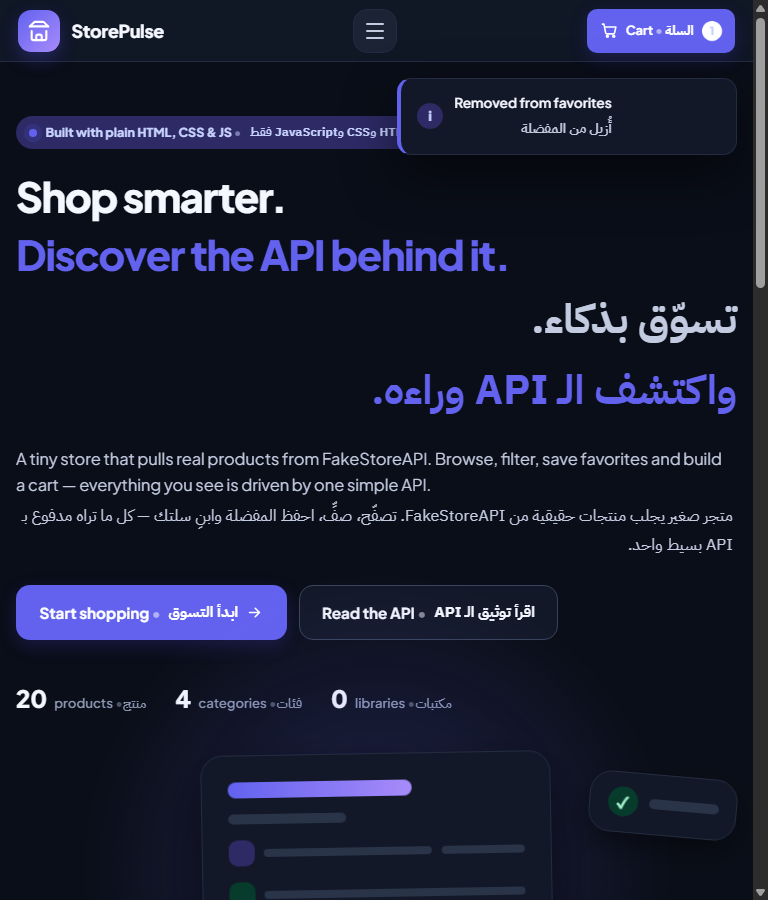 StorePulse
Cart • السلة 1
Removed from favorites
أُزيل من المفضلة
Built with plain HTML, CSS & JS • فقط JavaScript و CSS و
Shop smarter.
Discover the API behind it.
تسوّق بذكاء.
واكتشف الـ API وراءه.
A tiny store that pulls real products from FakeStoreAPI. Browse, filter, save favorites and build
a cart — everything you see is driven by one simple API.
متجر صغير يجلب منتجات حقيقية من FakeStoreAPI. تصفّح، صفِّ، احفظ المفضلة وابنِ سلتك — كل ما تراه مدفوع بـ
API بسيط واحد.
Start shopping • ابدأ التسوق →
Read the API • اقرأ توثيق الـ API
20 products • منتج 4 categories • فئات 0 libraries • مكتبات